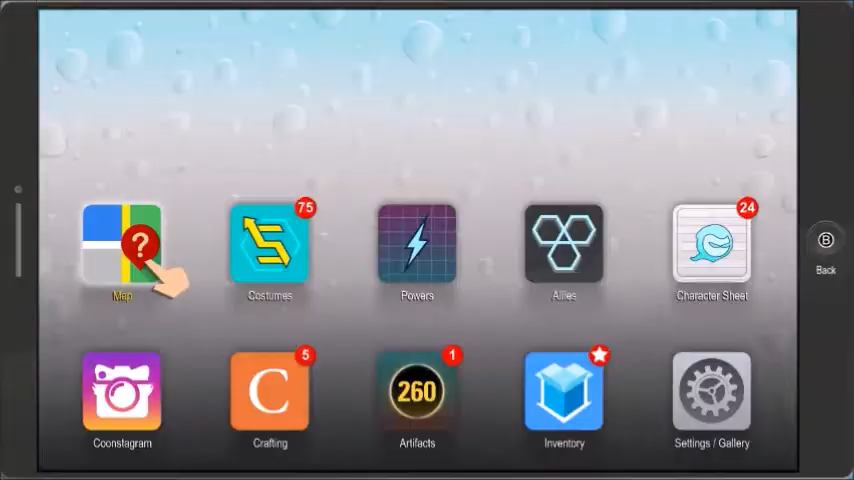 75
24
?
Map
Costumes
Powers
Allies
Character Sheet
B
Back
5
1
C
260
Coonstagram
Crafting
Artifacts
Inventory
Settings / Gallery